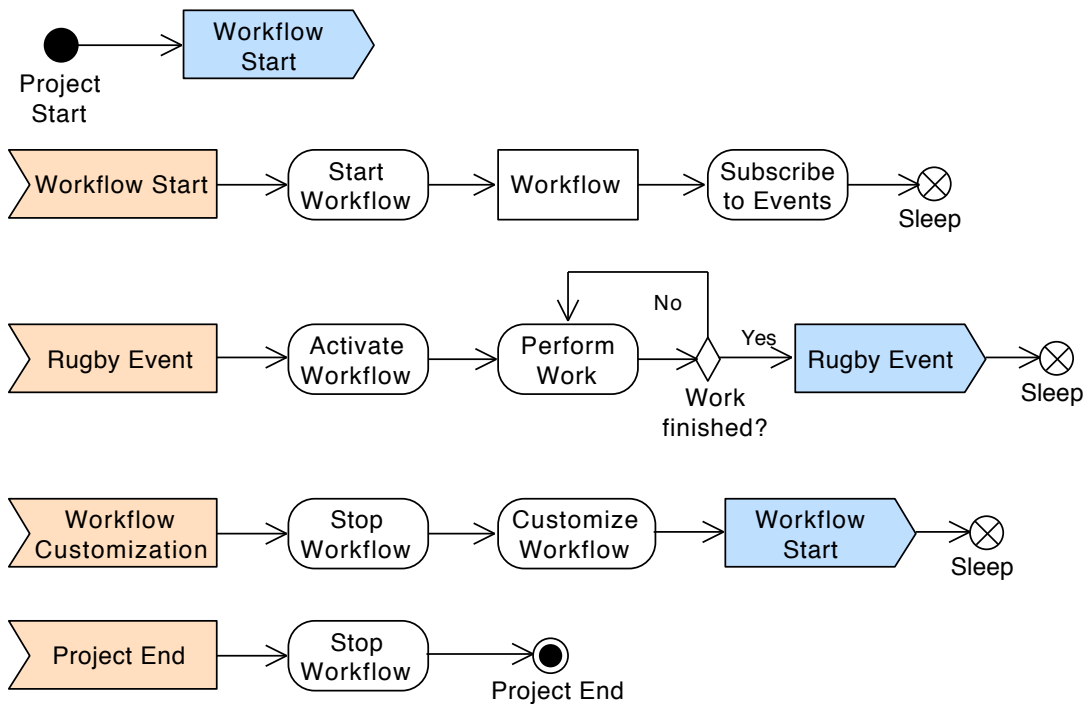 Workflow
Start
Project
Start
Workflow Start
Start
Workflow
Workflow
Subscribe
to Events
Sleep
No
Rugby Event
Activate
Workflow
Perform
Work
Yes
Rugby Event
Work
finished?
Sleep
Workflow
Customization
Stop
Workflow
Customize
Workflow
Workflow
Start
Sleep
Project End
Stop
Workflow
Project End